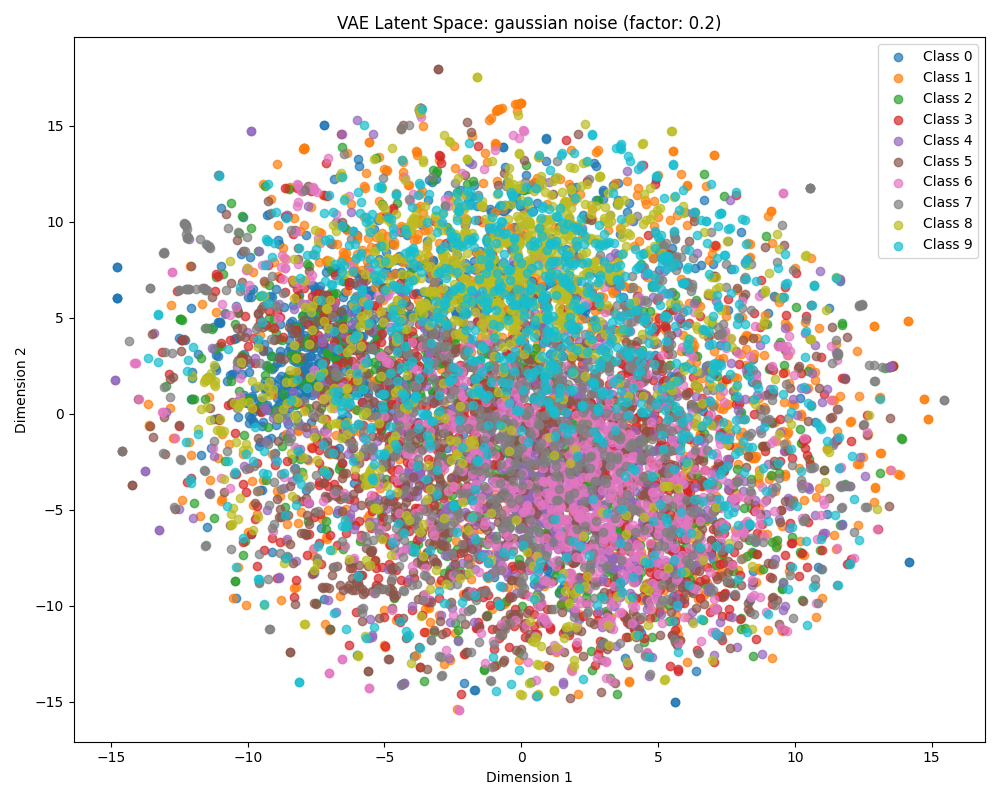 VAE Latent Space: gaussian noise (factor: 0.2)
Class 0
Class 1
Class 2
Class 3
Class 4
Class 5
Class 6
Class 7
Class 8
Class 9
15
10
5
0
−5
−10
−15
Dimension 2
−15
−10
−5
0
5
10
15
Dimension 1